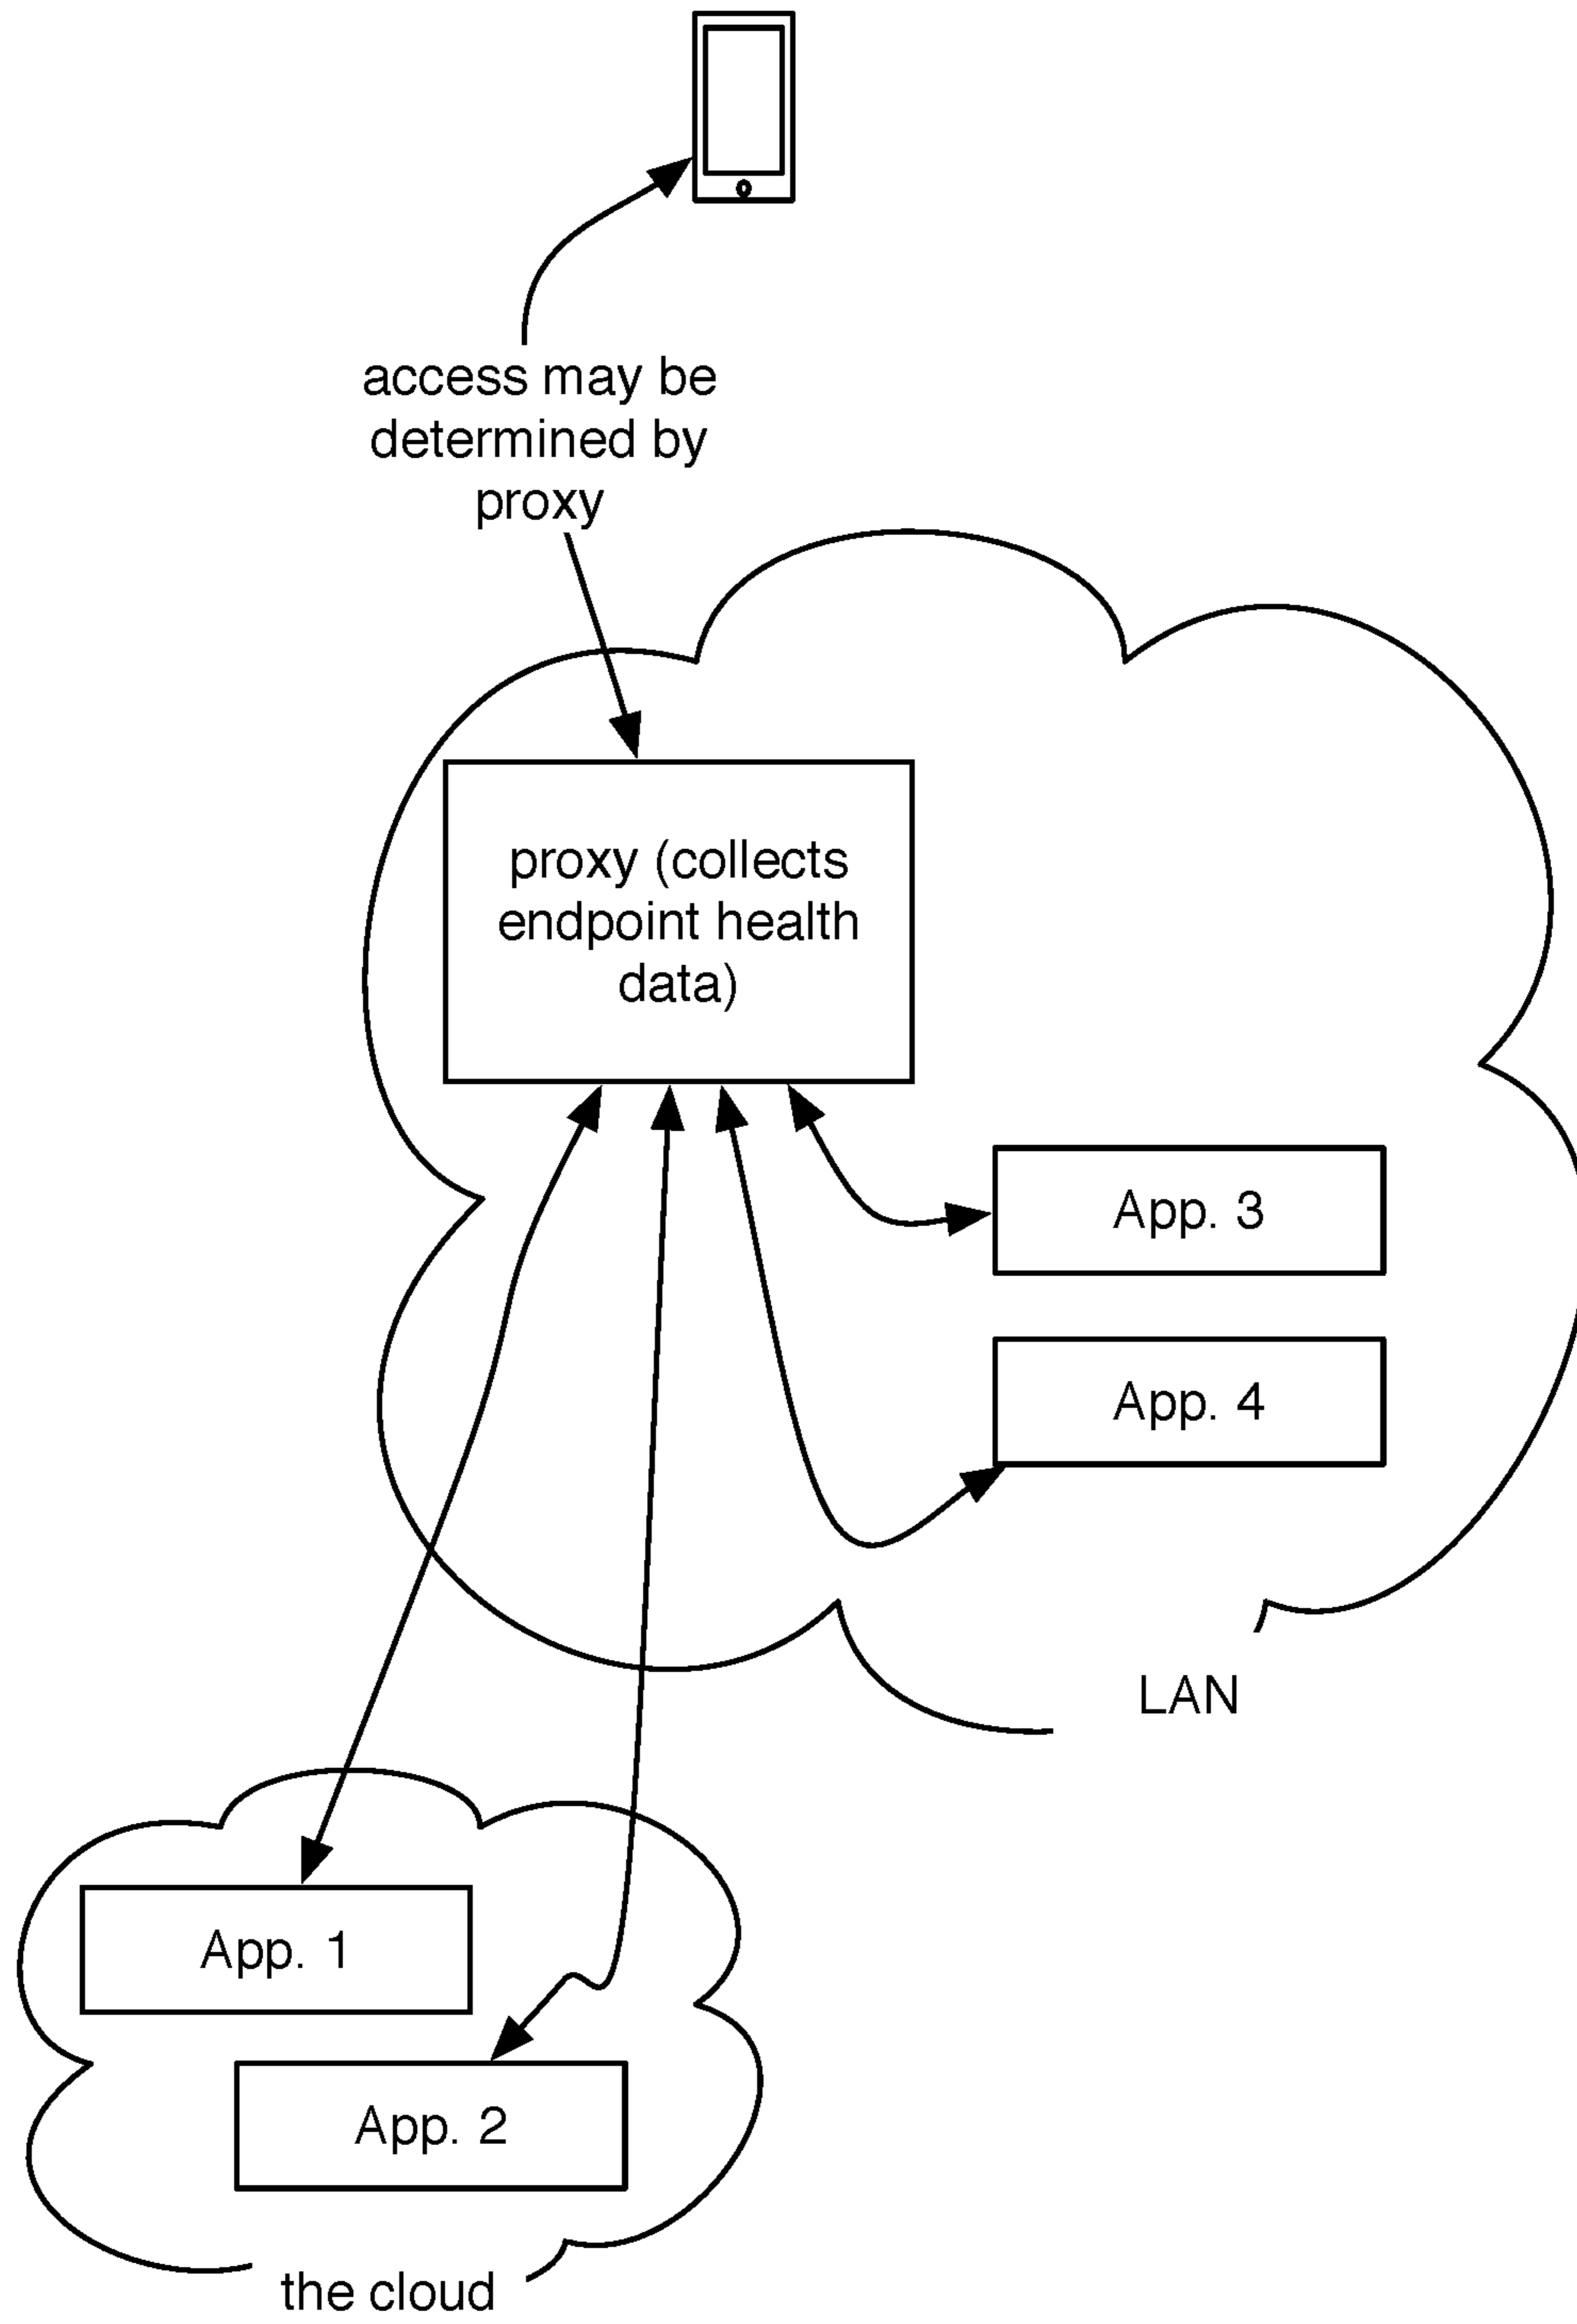 access may be
determined by
proxy
proxy (collects
endpoint health
data)
App. 3
App. 4
LAN
App. 1
App. 2
the cloud